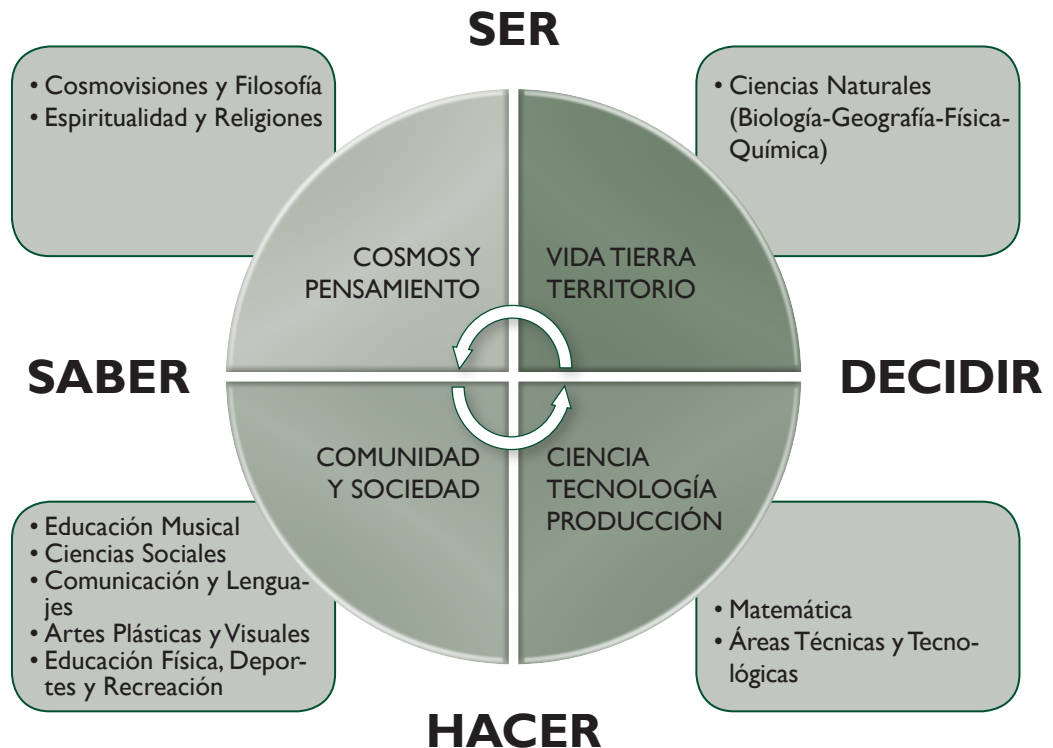 SER
• Cosmovisiones y Filosofía
• Espiritualidad y Religiones
• Ciencias Naturales
(Biología-Geografía-Física-
Química)
COSMOS Y
PENSAMIENTO
VIDA TIERRA
TERRITORIO
SABER
DECIDIR
COMUNIDAD
Y SOCIEDAD
CIENCIA
TECNOLOGÍA
PRODUCCIÓN
• Educación Musical
• Ciencias Sociales
• Comunicación y Lengua-
jes
• Artes Plásticas y Visuales
• Educación Física, Depor-
tes y Recreación
• Matemática
• Áreas Técnicas y Tecno-
lógicas
HACER